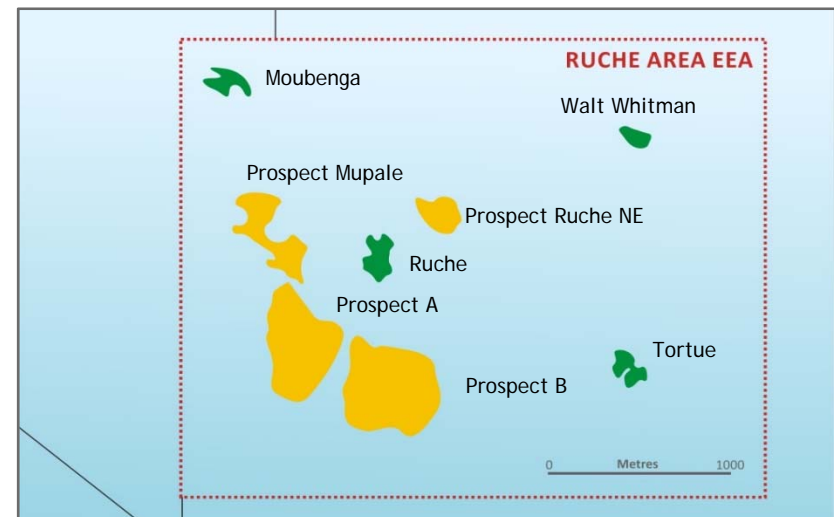 RUCHE AREA EEA
Moubenga
Walt Whitman
Prospect Mupale
Prospect Ruche NE
Ruche
Prospect A
Tortue
Prospect B
0 Metres 1000